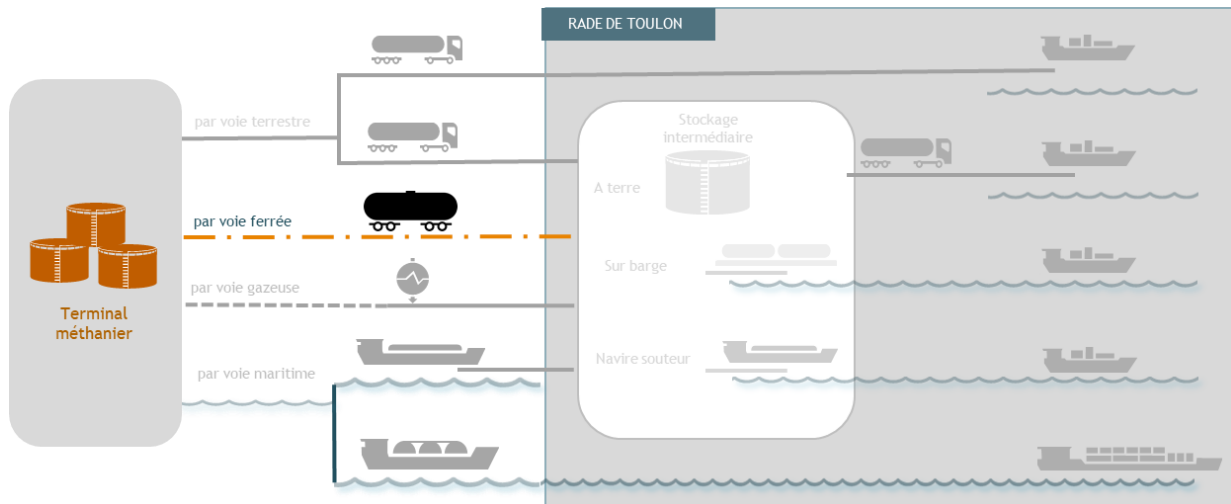 RADE DE TOULON
par voie terrestre
Stockage
intermédiaire
A terre
par voie ferrée
Sur barge
par voie gazeuse
Terminal
méthanier
Navire souteur
par voie maritime